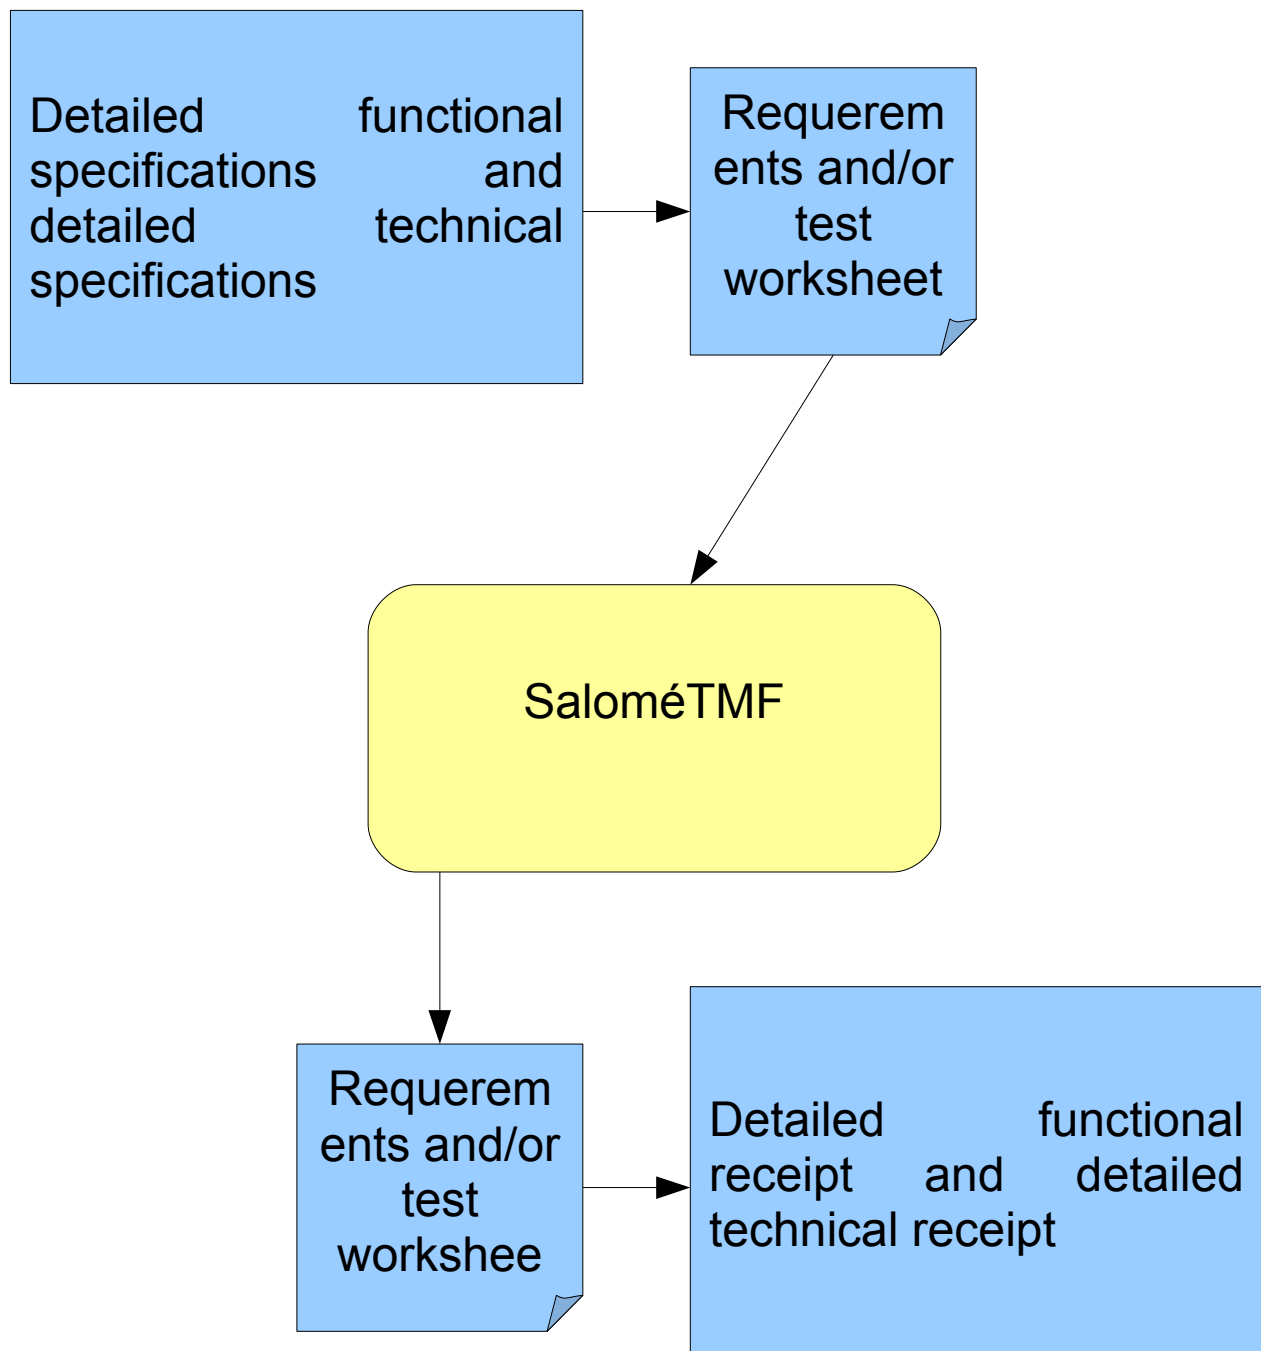 Detailed functional
specifications and
detailed technical
specifications
Requerem
ents and/or
test
worksheet
SaloméTMF
Requerem
ents and/or
test
workshee
Detailed functional
receipt and detailed
technical receipt